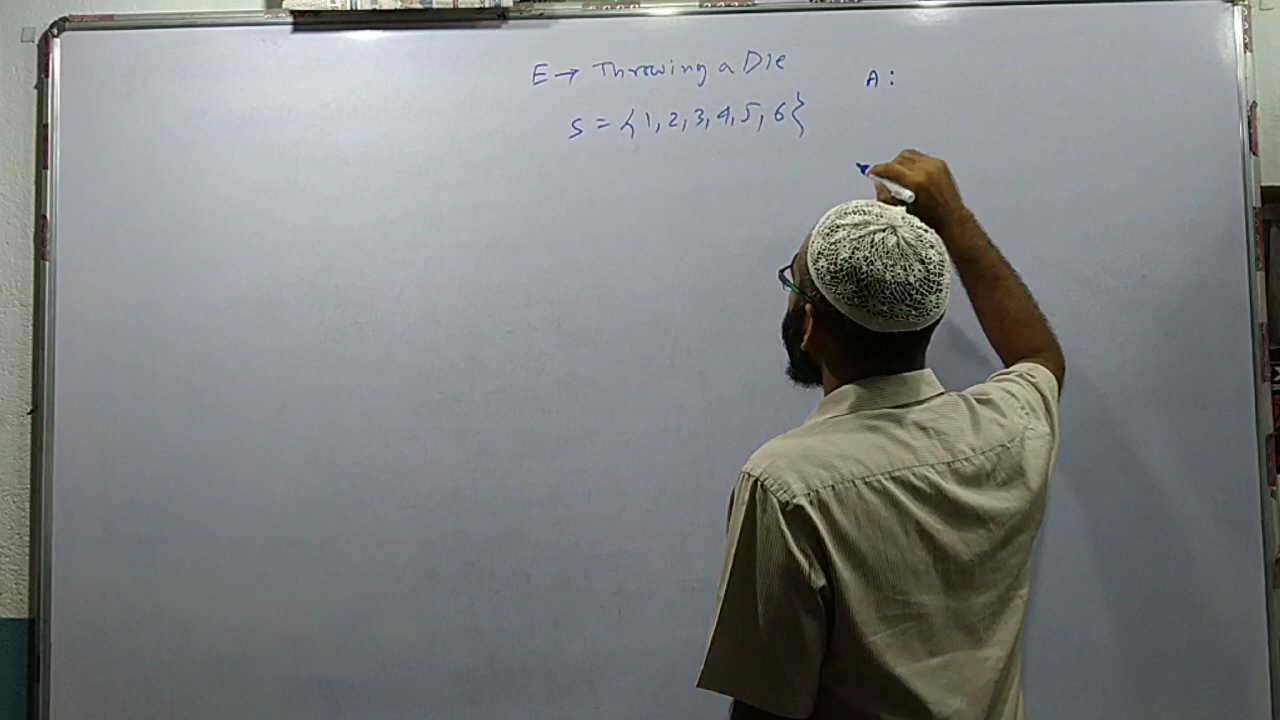 E → Throwing a Die
A :
S = {1, 2, 3, 4, 5, 6}